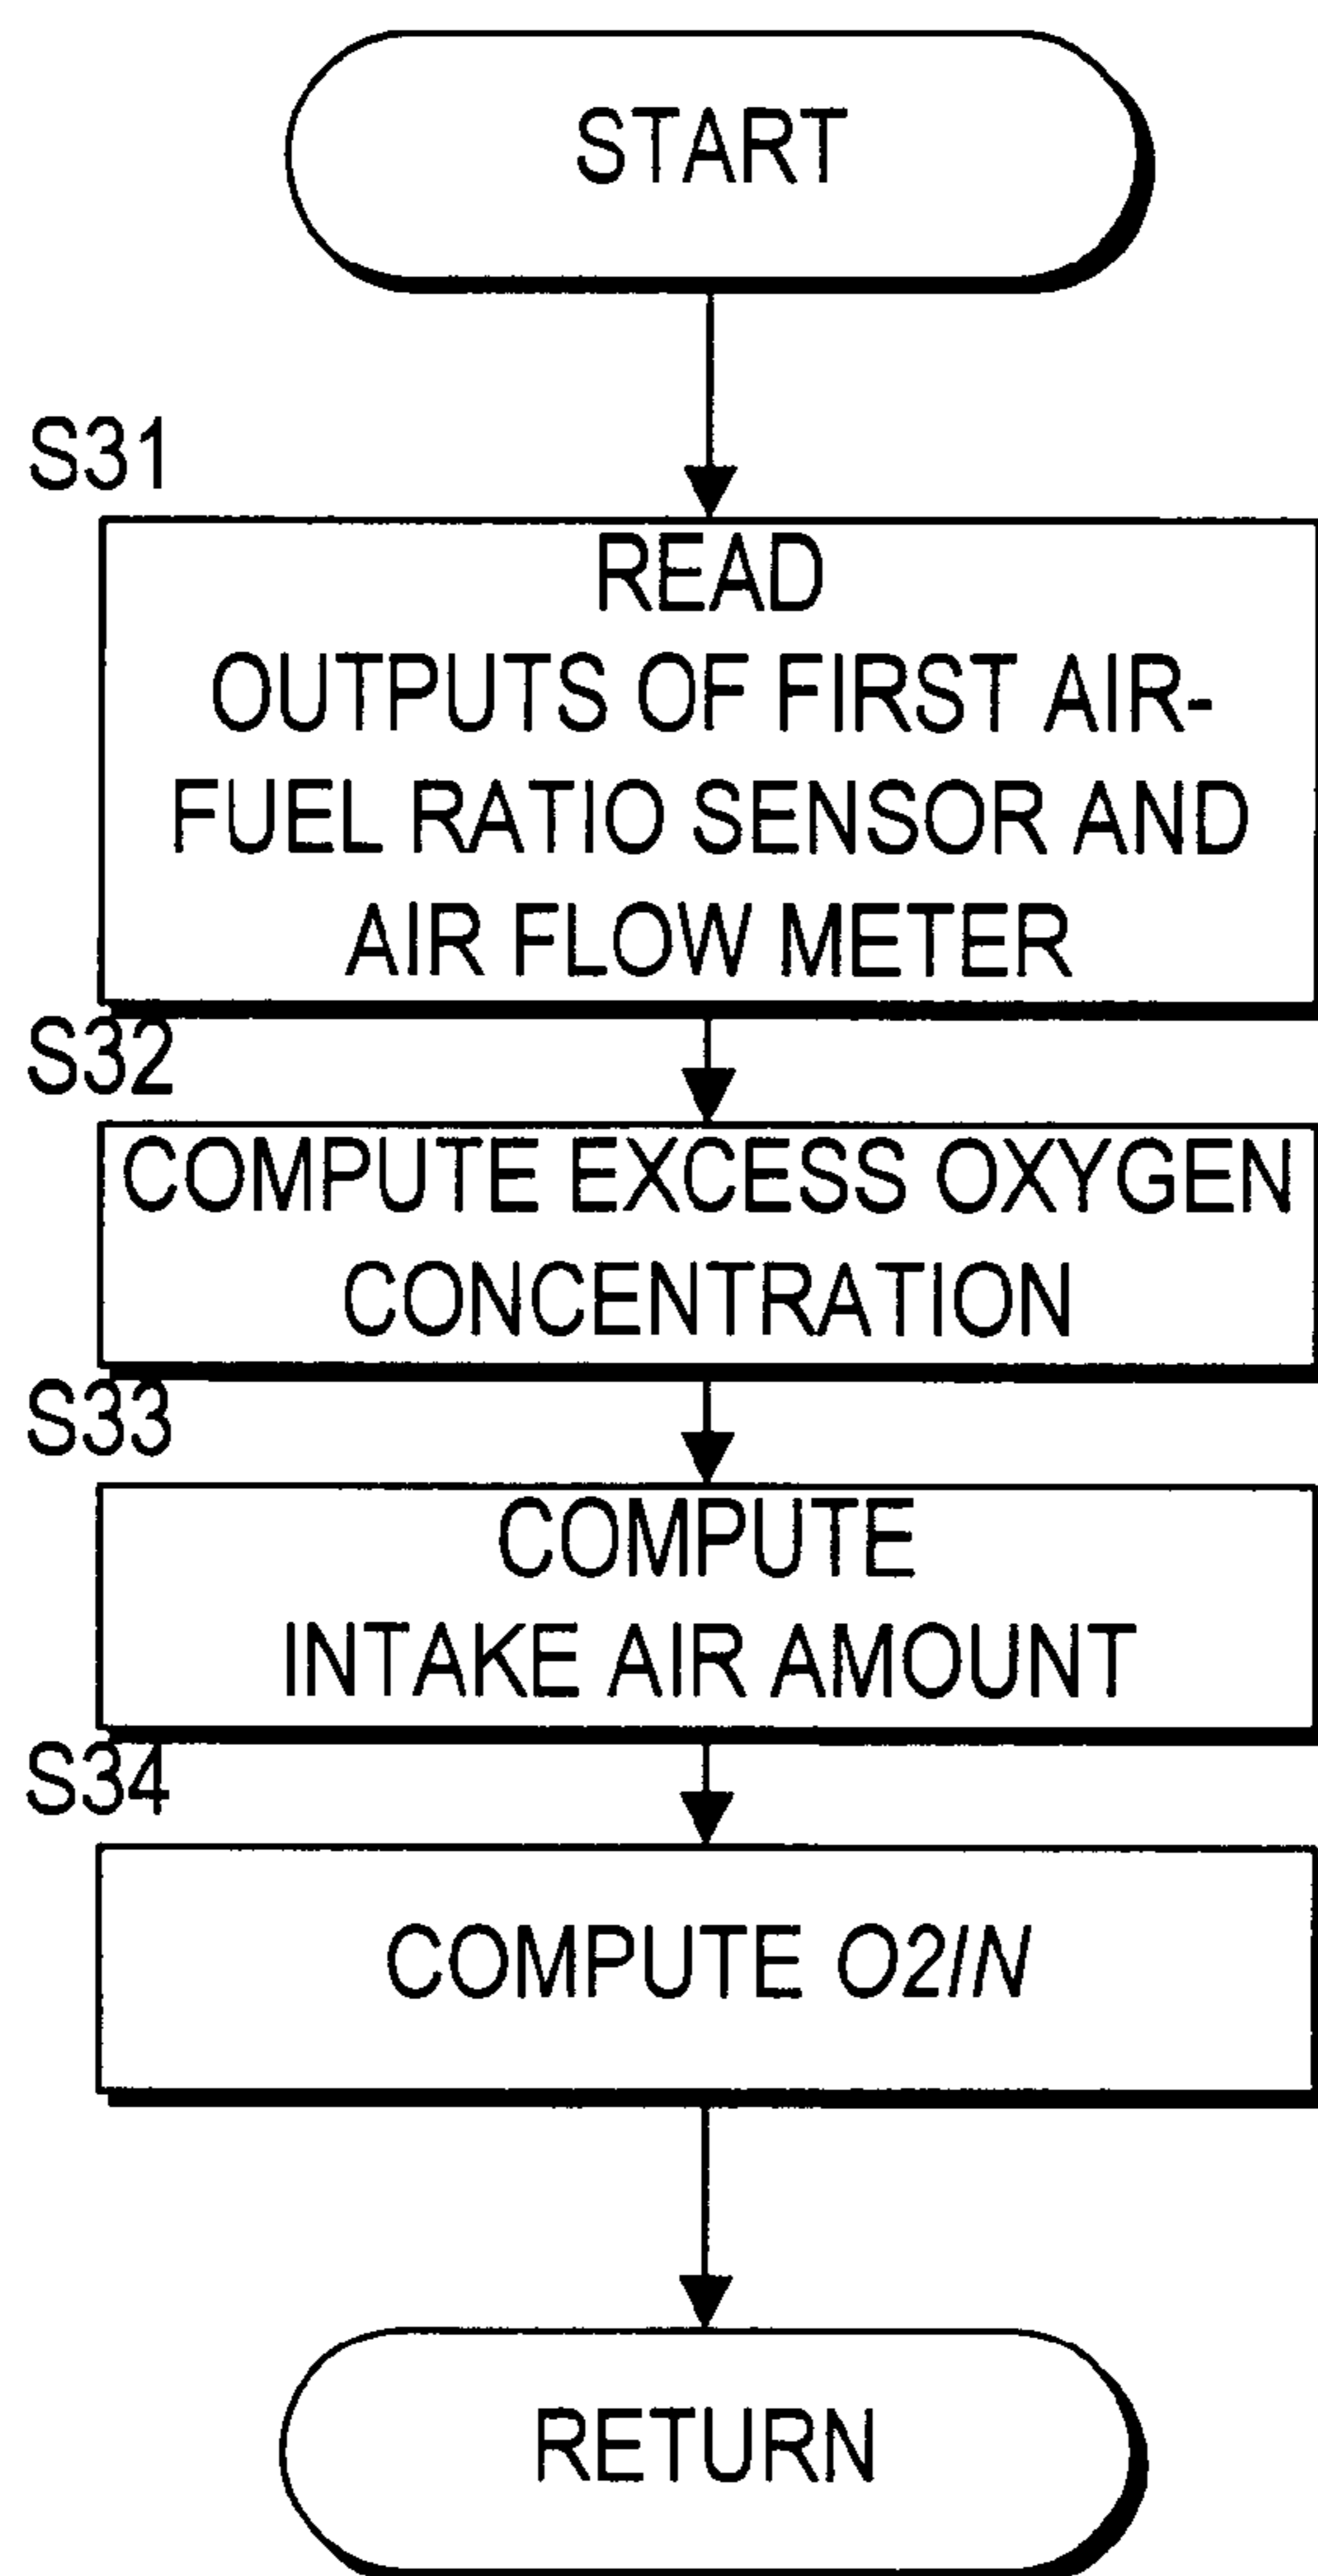 START
S31
READ
OUTPUTS OF FIRST AIR-
FUEL RATIO SENSOR AND
AIR FLOW METER
S32
COMPUTE EXCESS OXYGEN
CONCENTRATION
S33
COMPUTE
INTAKE AIR AMOUNT
S34
COMPUTE O2IN
RETURN